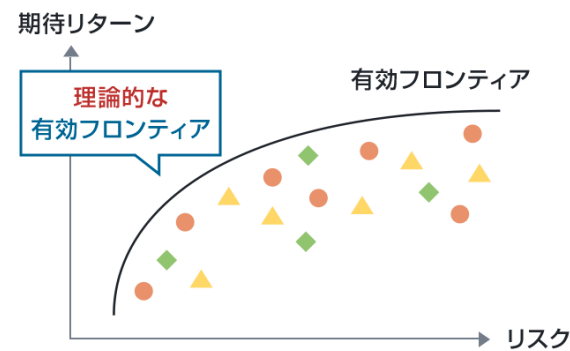 期待リターン
有効フロンティア
理論的な
有効フロンティア
リスク